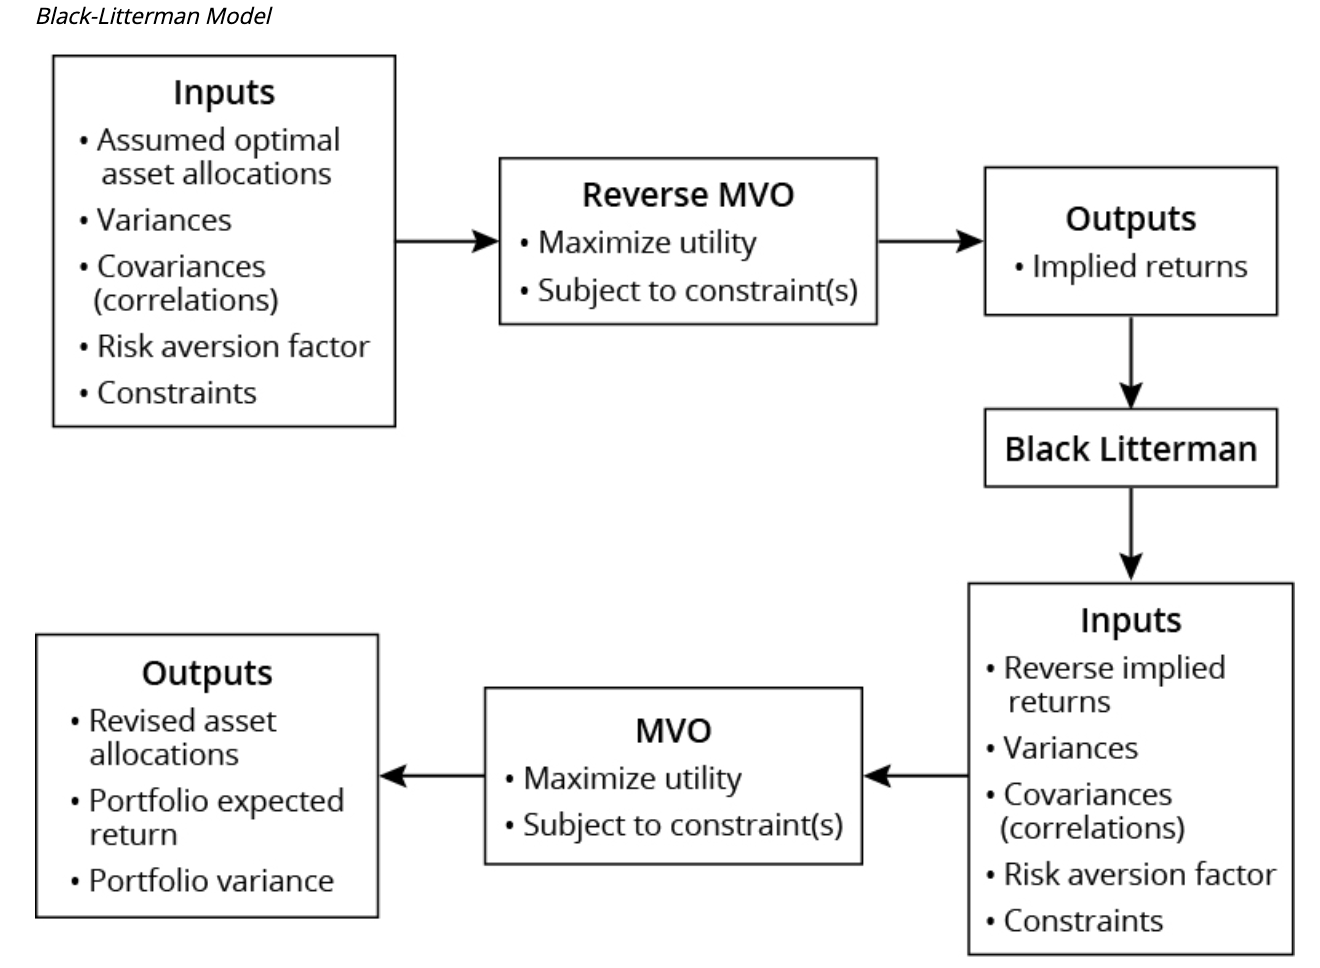 Black-Litterman Model
Inputs
• Assumed optimal
asset allocations
• Variances
• Covariances
(correlations)
• Risk aversion factor
• Constraints
Reverse MVO
• Maximize utility
• Subject to constraint(s)
Outputs
• Implied returns
Black Litterman
Inputs
• Reverse implied
returns
• Variances
• Covariances
(correlations)
• Risk aversion factor
• Constraints
MVO
• Maximize utility
• Subject to constraint(s)
Outputs
• Revised asset
allocations
• Portfolio expected
return
• Portfolio variance